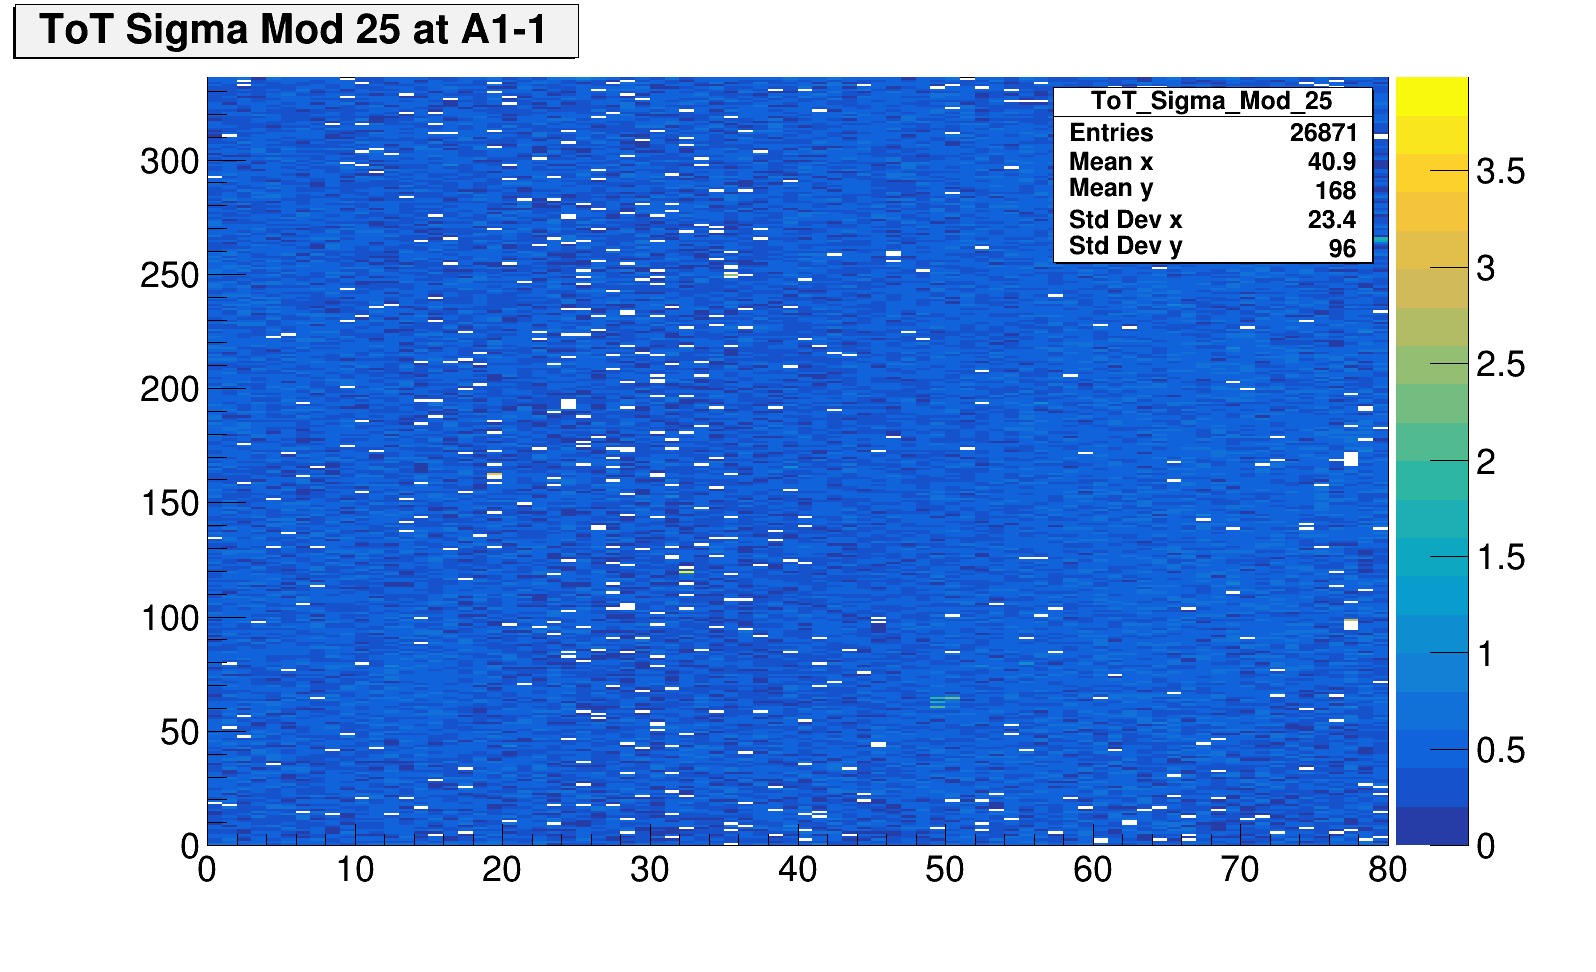 ToT Sigma Mod 25 at A1-1
ToT_Sigma_Mod_25
Entries 26871
Mean x 40.9
Mean y 168
Std Dev x 23.4
Std Dev y 96
300
250
200
150
100
50
0
0 10 20 30 40 50 60 70 80
3.5
3
2.5
2
1.5
1
0.5
0